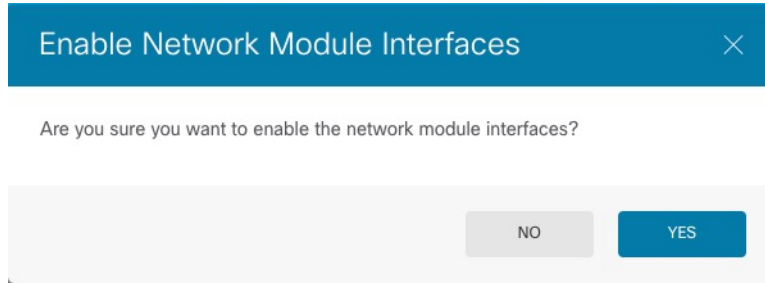 Enable Network Module Interfaces
Are you sure you want to enable the network module interfaces?
NO
YES